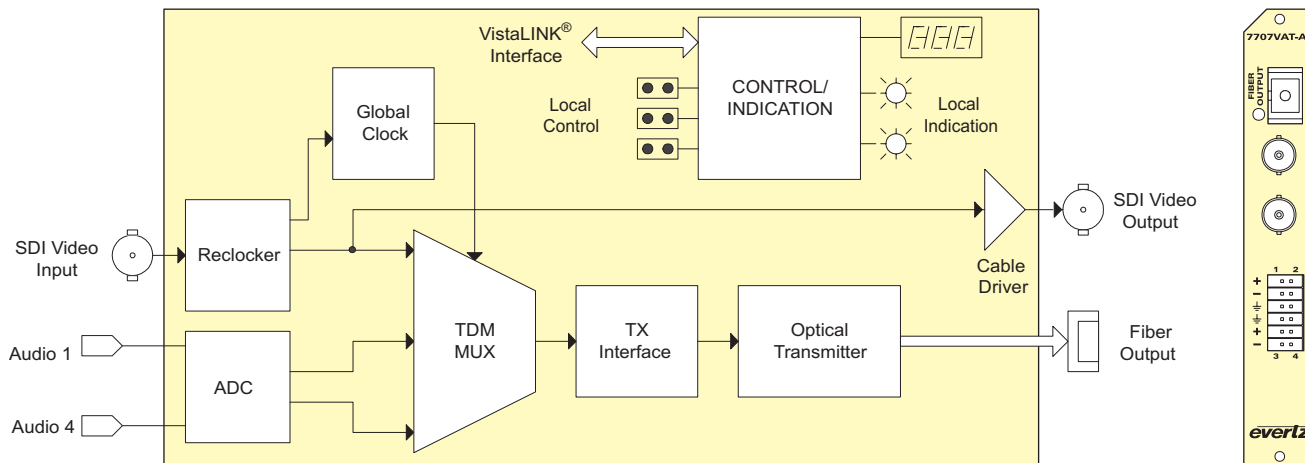 VistaLINK®
Interface
Local
Control
CONTROL/
INDICATION
Local
Indication
Global
Clock
SDI Video
Input
Reclocker
Cable
Driver
SDI Video
Output
Audio 1
Audio 4
ADC
TDM
MUX
TX
Interface
Optical
Transmitter
Fiber
Output
7707VAT-A
FIBER
OUTPUT
1 2
+
−
+
−
3 4
everlz